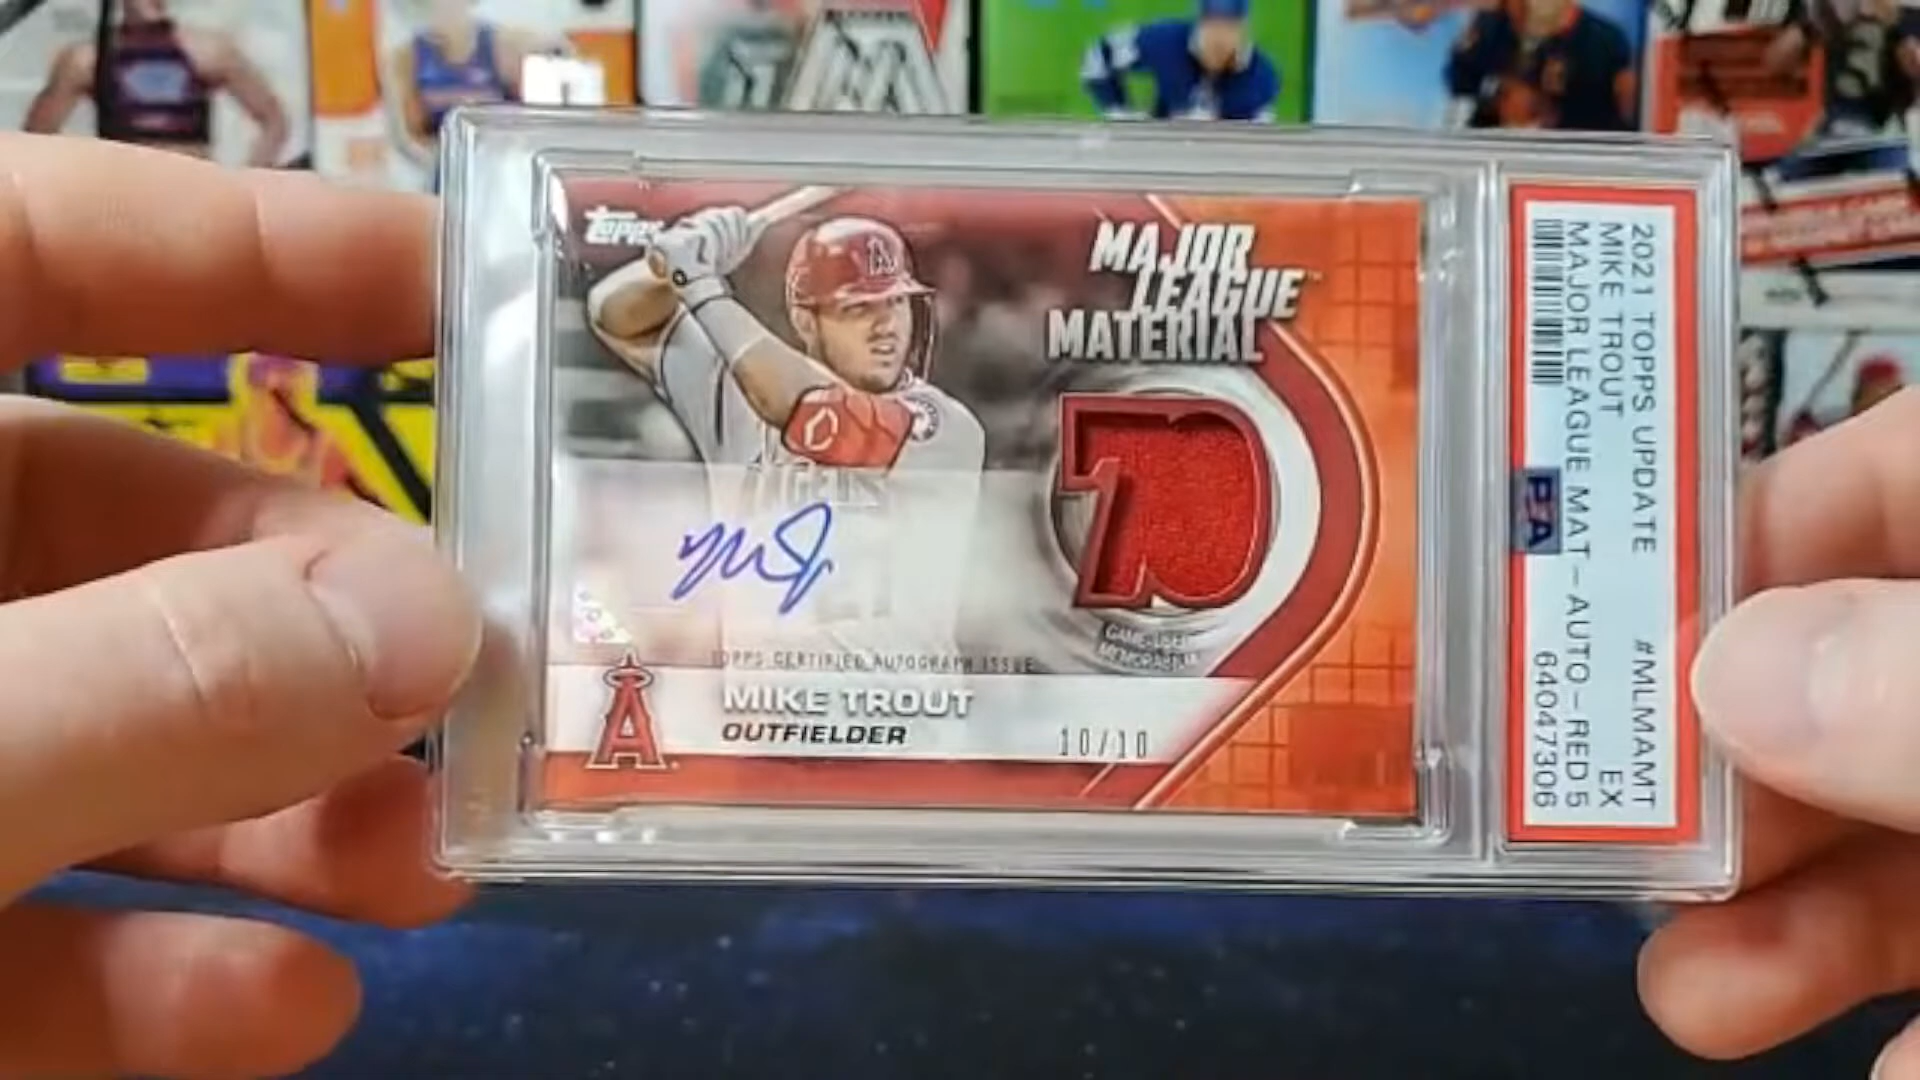 Topps
MAJOR
LEAGUE™
MATERIAL
GAME-USED
MEMORABILIA
TOPPS CERTIFIED AUTOGRAPH ISSUE
MIKE TROUT
OUTFIELDER
10/10
A
2021 TOPPS UPDATE #MLMAMT
MIKE TROUT EX
MAJOR LEAGUE MAT-AUTO-RED 5
64047306
PSA